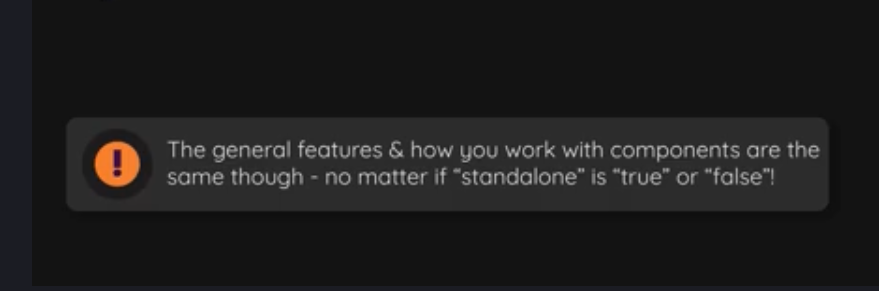 The general features & how you work with components are the
same though - no matter if “standalone” is “true” or “false”!